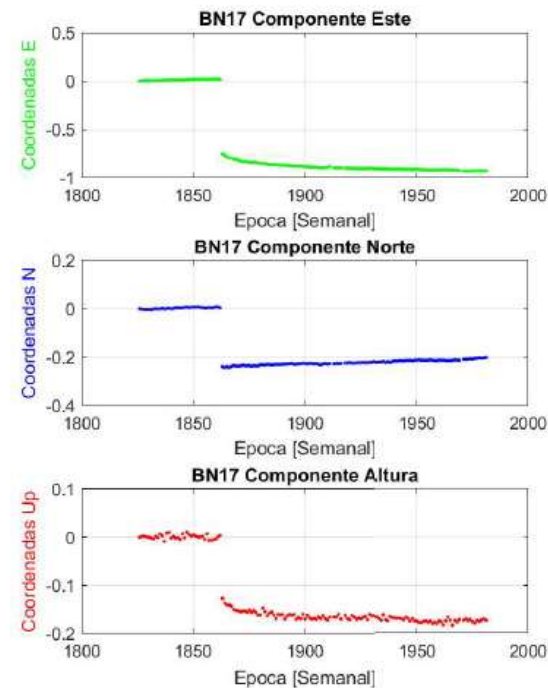 BN17 Componente Este
Coordenadas E
0.5
0
-0.5
-1
1800 1850 1900 1950 2000
Epoca [Semanal]
BN17 Componente Norte
Coordenadas N
0.2
0
-0.2
-0.4
1800 1850 1900 1950 2000
Epoca [Semanal]
BN17 Componente Altura
Coordenadas Up
0.1
0
-0.1
-0.2
1800 1850 1900 1950 2000
Epoca [Semanal]